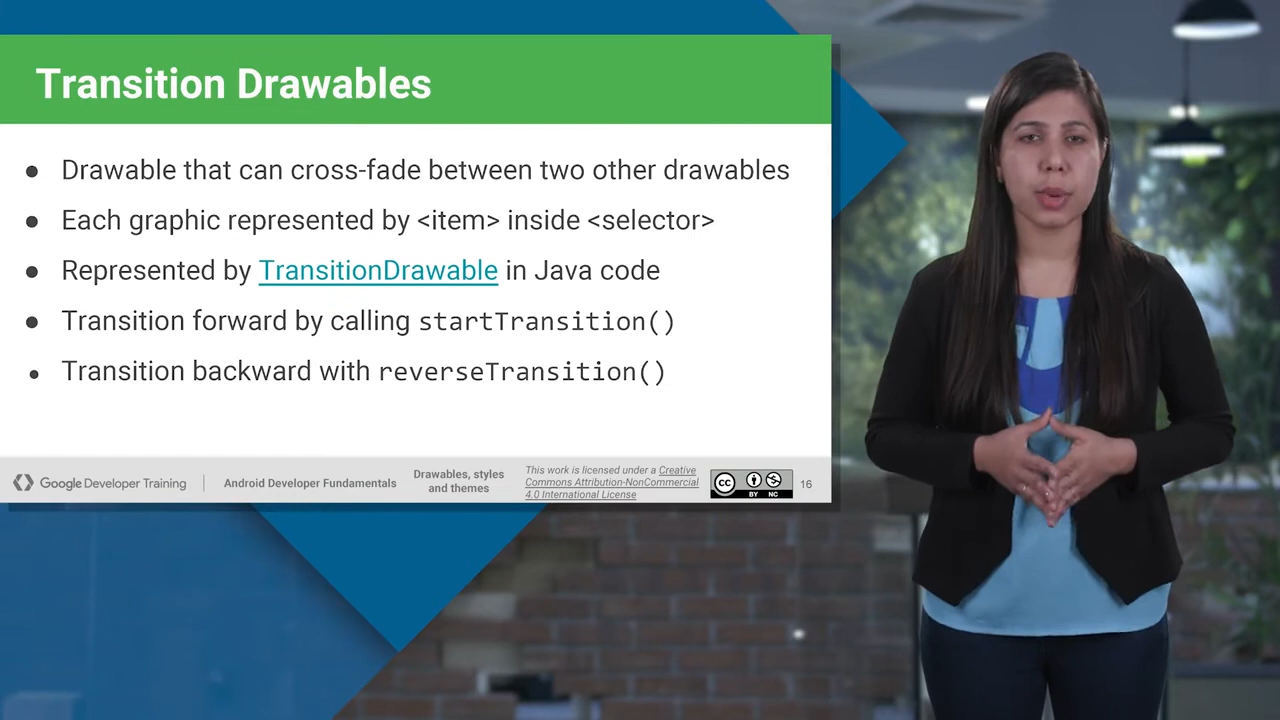 Transition Drawables
● Drawable that can cross-fade between two other drawables
● Each graphic represented by <item> inside <selector>
● Represented by TransitionDrawable in Java code
● Transition forward by calling startTransition()
● Transition backward with reverseTransition()
Google Developer Training
Android Developer Fundamentals
Drawables, styles
and themes
This work is licensed under a Creative
Commons Attribution-NonCommercial
4.0 International License
cc
BY NC
16